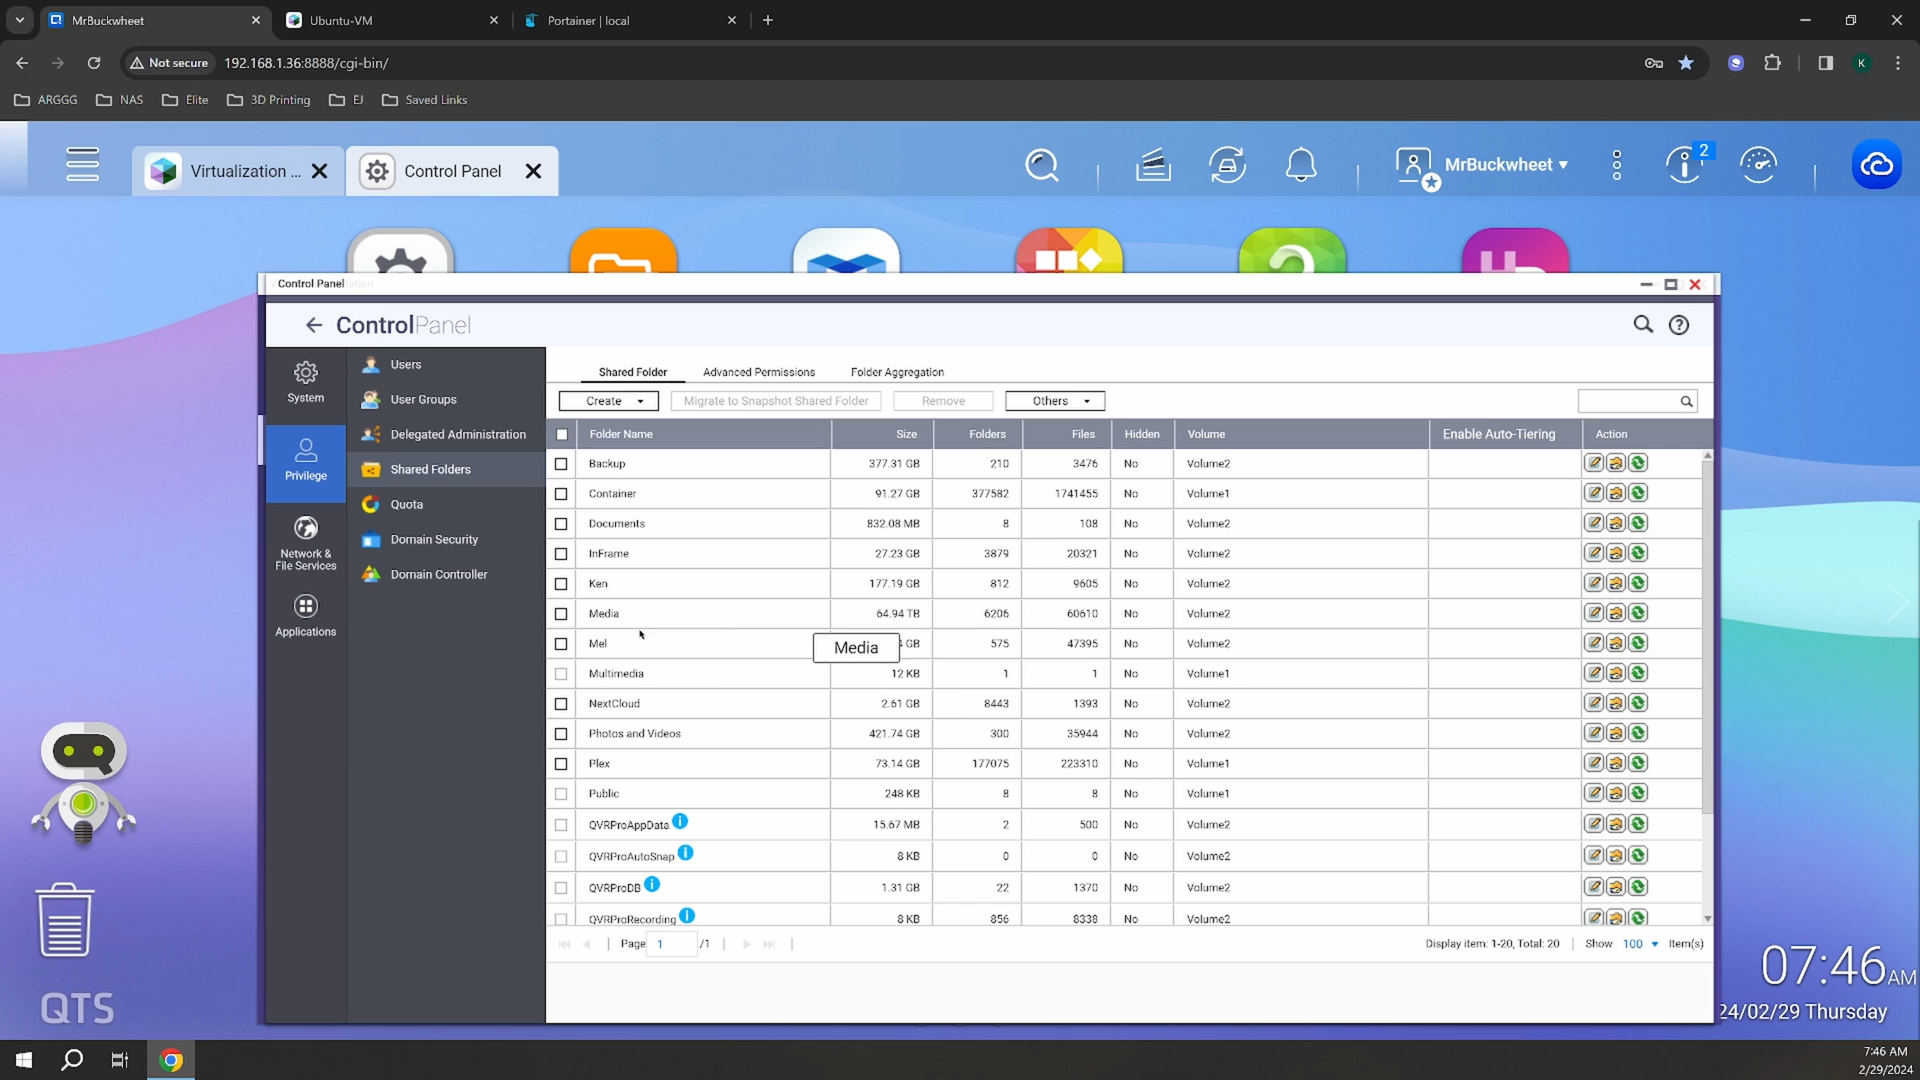 MrBuckwheet
Ubuntu-VM
Portainer | local
Not secure
192.168.1.36:8888/cgi-bin/
K
ARGGG
NAS
Elite
3D Printing
EJ
Saved Links
Virtualization ...
Control Panel
MrBuckwheet
2
Control Panel
ControlPanel
System
Privilege
Network &
File Services
Applications
Users
User Groups
Delegated Administration
Shared Folders
Quota
Domain Security
Domain Controller
Shared Folder Advanced Permissions Folder Aggregation
Create Migrate to Snapshot Shared Folder Remove Others
Folder Name Size Folders Files Hidden Volume Enable Auto-Tiering Action
Backup 377.31 GB 210 3476 No Volume2
Container 91.27 GB 377582 1741455 No Volume1
Documents 832.08 MB 8 108 No Volume2
InFrame 27.23 GB 3879 20321 No Volume2
Ken 177.19 GB 812 9605 No Volume2
Media 64.94 TB 6206 60610 No Volume2
Mel GB 575 47395 No Volume2
Media
Multimedia 12 KB 1 1 No Volume1
NextCloud 2.61 GB 8443 1393 No Volume2
Photos and Videos 421.74 GB 300 35944 No Volume2
Plex 73.14 GB 177075 223310 No Volume1
Public 248 KB 8 8 No Volume1
QVRProAppData 15.67 MB 2 500 No Volume2
QVRProAutoSnap 8 KB 0 0 No Volume2
QVRProDB 1.31 GB 22 1370 No Volume2
QVRProRecording 8 KB 856 8338 No Volume2
Page 1 /1
Display item: 1-20, Total: 20 | Show 100 Item(s)
QTS
07:46 AM
24/02/29 Thursday
7:46 AM
2/29/2024